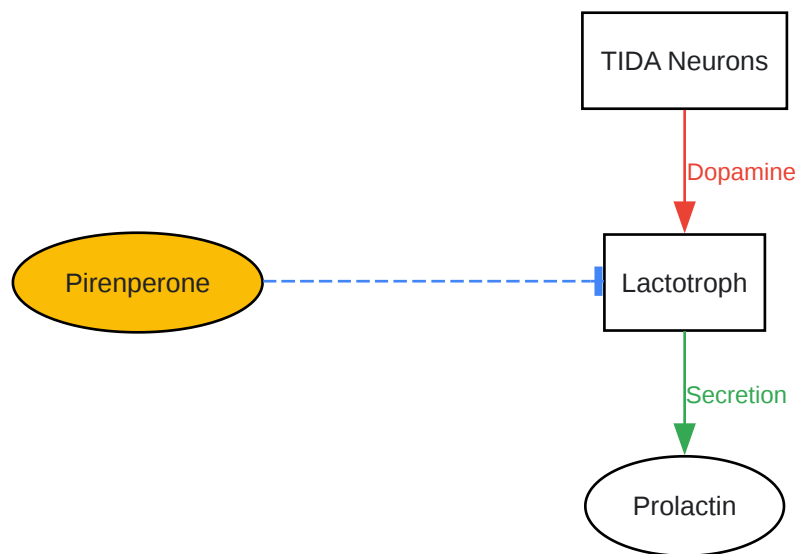 TIDA Neurons
Dopamine
Pirenperone
Lactotroph
Secretion
Prolactin